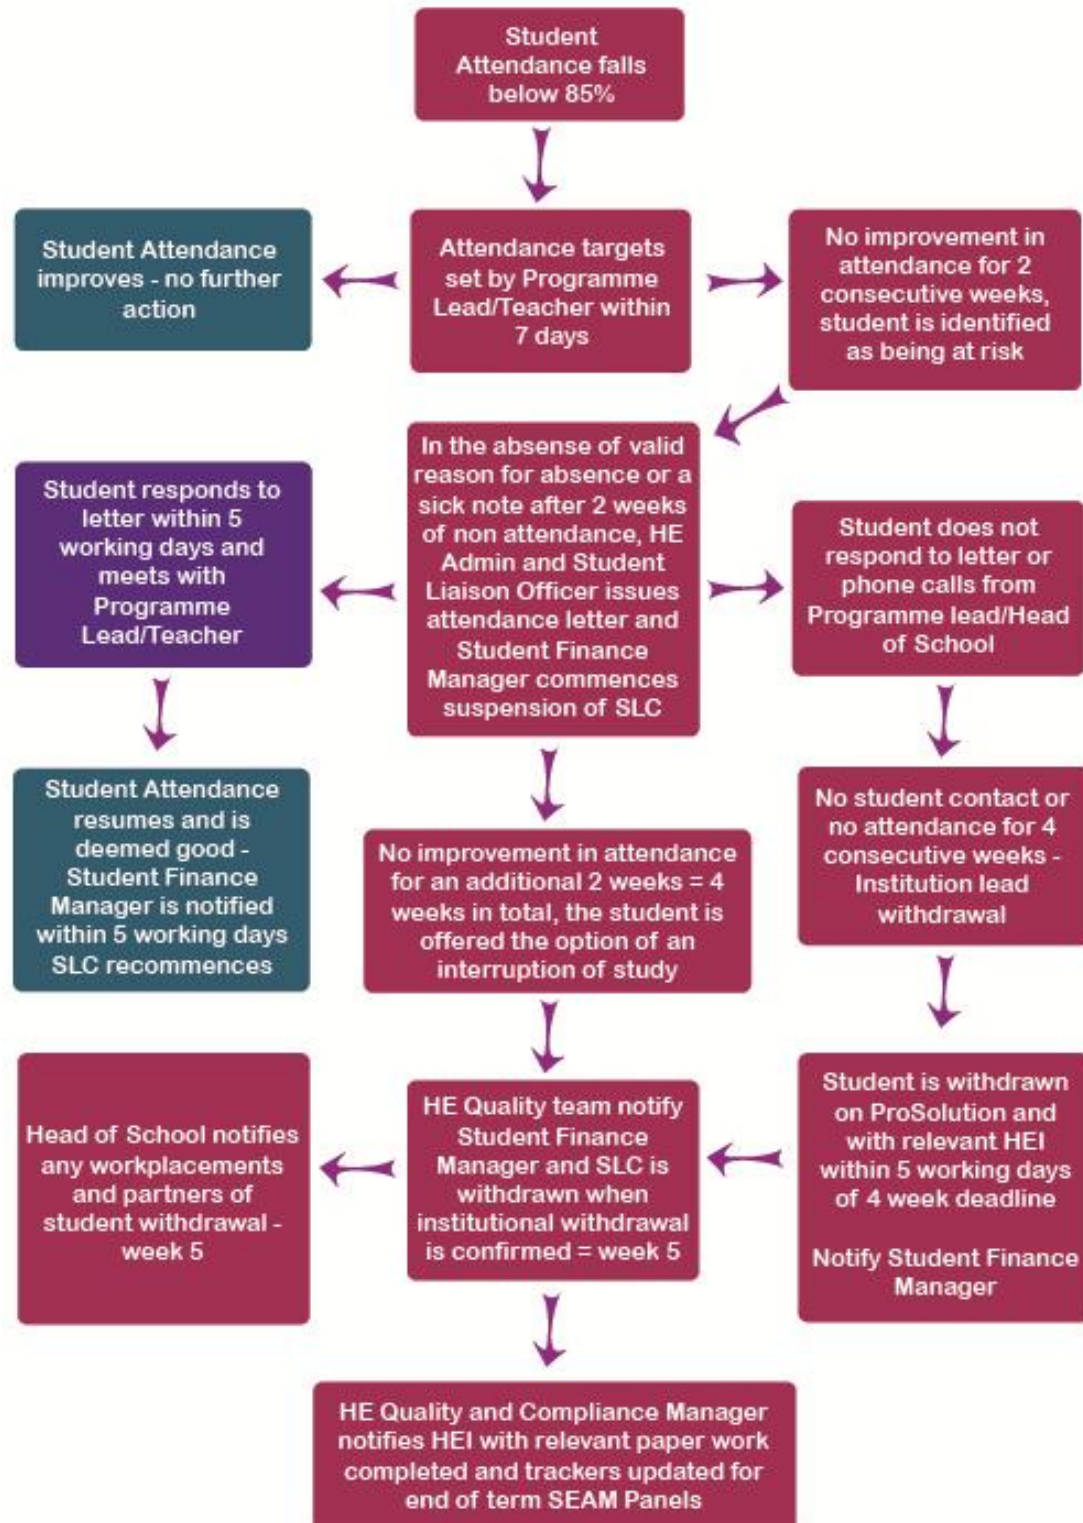 Student
Attendance falls
below 85%
Student Attendance
improves - no further
action
Attendance targets
set by Programme
Lead/Teacher within
7 days
No improvement in
attendance for 2
consecutive weeks,
student is identified
as being at risk
Student responds to
letter within 5
working days and
meets with
Programme
Lead/Teacher
In the absense of valid
reason for absence or a
sick note after 2 weeks
of non attendance, HE
Admin and Student
Liaison Officer issues
attendance letter and
Student Finance
Manager commences
suspension of SLC
Student does not
respond to letter or
phone calls from
Programme lead/Head
of School
Student Attendance
resumes and is
deemed good -
Student Finance
Manager is notified
within 5 working days
SLC recommences
No improvement in attendance
for an additional 2 weeks = 4
weeks in total, the student is
offered the option of an
interruption of study
No student contact or
no attendance for 4
consecutive weeks -
Institution lead
withdrawal
Head of School notifies
any workplacements
and partners of
student withdrawal -
week 5
HE Quality team notify
Student Finance
Manager and SLC is
withdrawn when
institutional withdrawal
is confirmed = week 5
Student is withdrawn
on ProSolution and
with relevant HEI
within 5 working days
of 4 week deadline
Notify Student Finance
Manager
HE Quality and Compliance Manager
notifies HEI with relevant paper work
completed and trackers updated for
end of term SEAM Panels